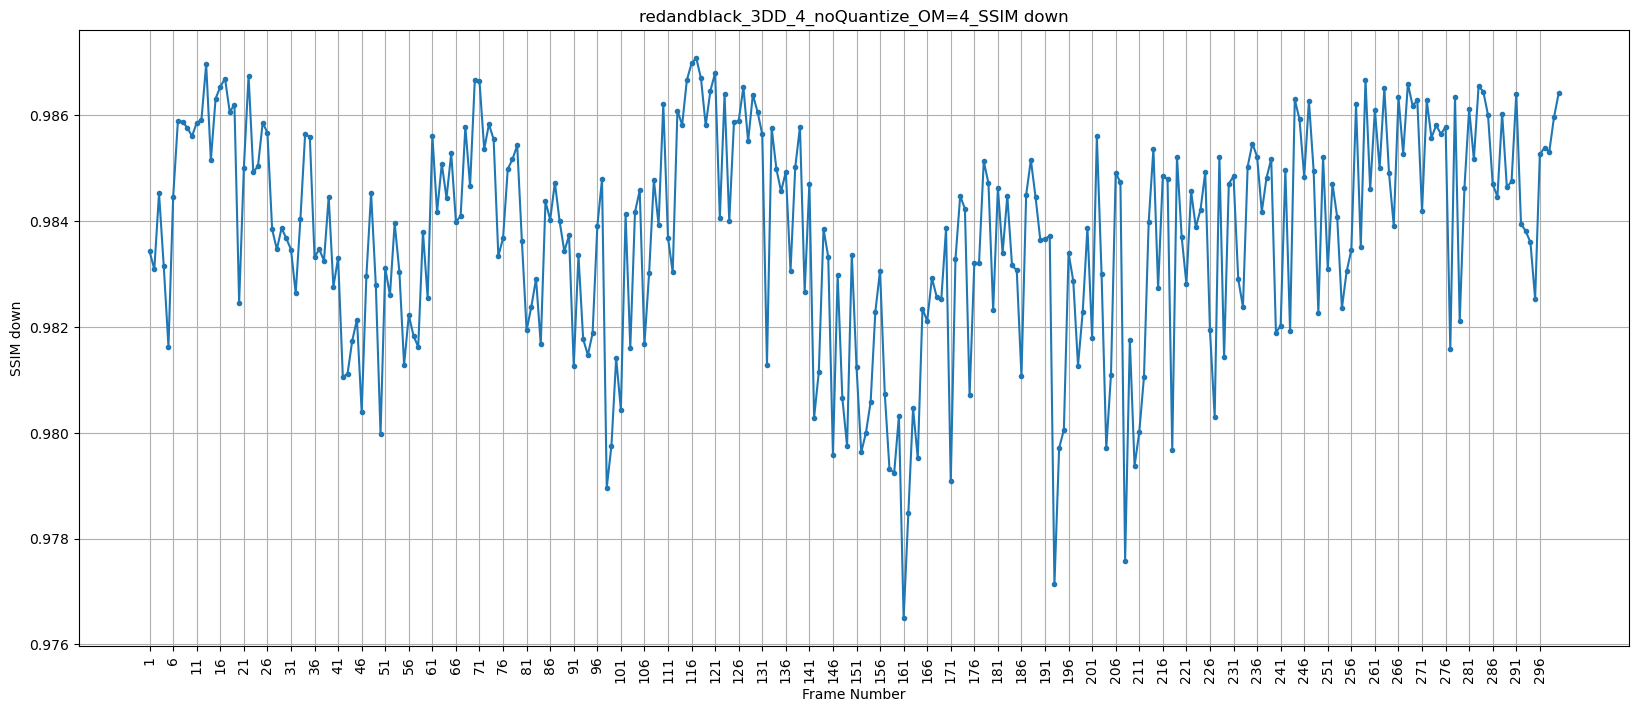 redandblack_3DD_4_noQuantize_OM=4_SSIM down
SSIM down
0.986
0.984
0.982
0.980
0.978
0.976
1 6 11 16 21 26 31 36 41 46 51 56 61 66 71 76 81 86 91 96 101 106 111 116 121 126 131 136 141 146 151 156 161 166 171 176 181 186 191 196 201 206 211 216 221 226 231 236 241 246 251 256 261 266 271 276 281 286 291 296
Frame Number